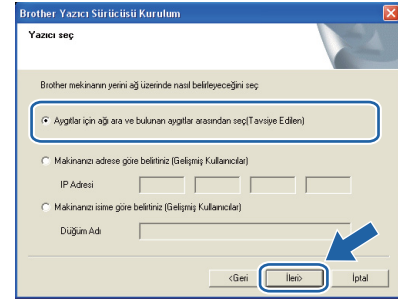 Brother Yazıcı Sürücüsü Kurulum
Yazıcı seç
Brother mekinanın yerini ağ üzerinde nasıl belirleyeceğini seç
Aygıtlar için ağı ara ve bulunan aygıtlar arasından seç(Tavsiye Edilen)
Makinanızı adrese göre belirtiniz (Gelişmiş Kullanıcılar)
IP Adresi
Makinanızı isime göre belirtiniz (Gelişmiş Kullanıcılar)
Düğüm Adı
<Geri İleri> İptal